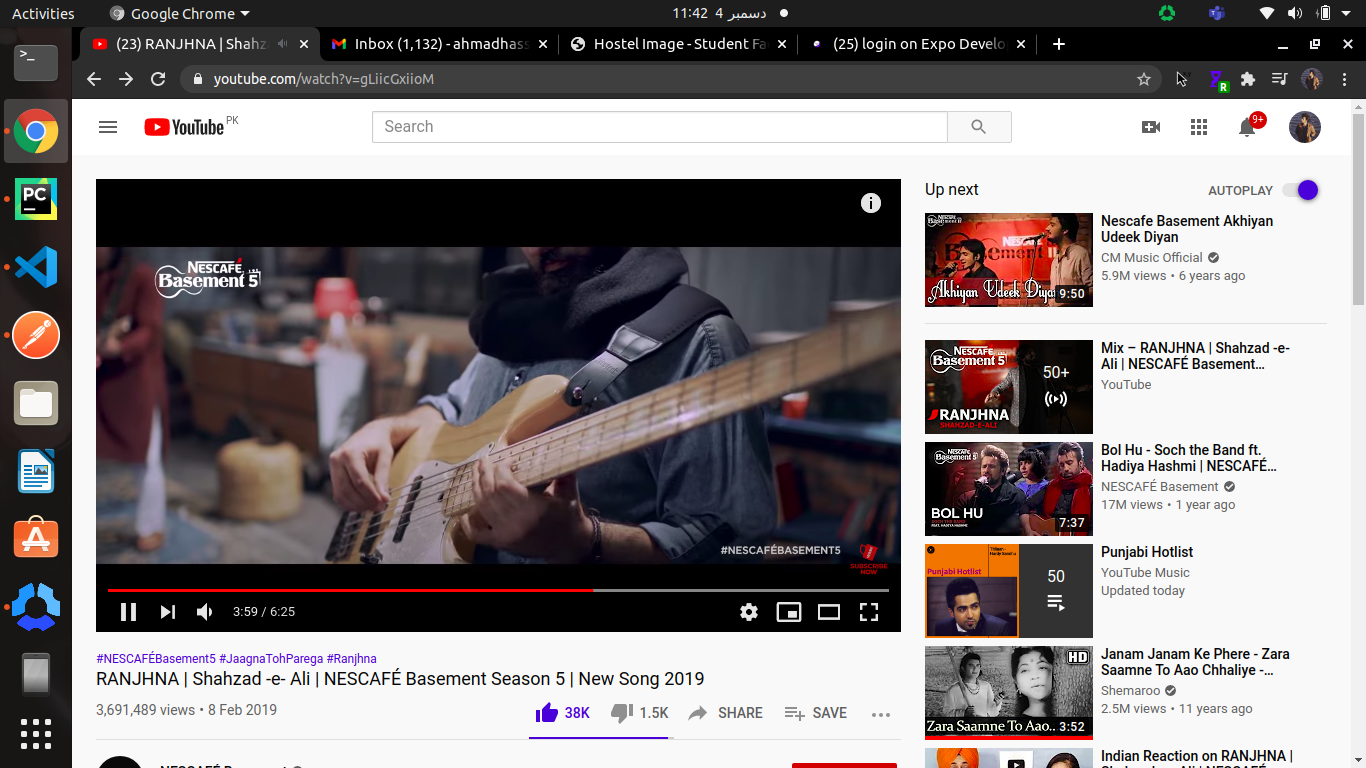 Activities
Google Chrome
11:42 4 دسمبر
(23) RANJHNA | Shahz
Inbox (1,132) - ahmadhass
Hostel Image - Student Fa
(25) login on Expo Develo
youtube.com/watch?v=gLiicGxiioM
YouTube PK
Search
9+
NESCAFÉ
Basement 5
#NESCAFÉBASEMENT5
SUBSCRIBE
NOW
3:59 / 6:25
#NESCAFÉBasement5 #JaagnaTohParega #Ranjhna
RANJHNA | Shahzad -e- Ali | NESCAFÉ Basement Season 5 | New Song 2019
3,691,489 views • 8 Feb 2019
38K
1.5K
SHARE
SAVE
Up next
AUTOPLAY
Akhiyan Udeek Diyan
9:50
Nescafe Basement Akhiyan
Udeek Diyan
CM Music Official
5.9M views • 6 years ago
NESCAFÉ
Basement 5
RANJHNA
SHAHZAD-E-ALI
50+
Mix – RANJHNA | Shahzad -e-
Ali | NESCAFÉ Basement…
YouTube
NESCAFÉ
Basement 5
BOL HU
7:37
Bol Hu - Soch the Band ft.
Hadiya Hashmi | NESCAFÉ…
NESCAFÉ Basement
17M views • 1 year ago
Punjabi Hotlist
50
Punjabi Hotlist
YouTube Music
Updated today
HD
Zara Saamne To Aao..
3:52
Janam Janam Ke Phere - Zara
Saamne To Aao Chhaliye -…
Shemaroo
2.5M views • 11 years ago
Indian Reaction on RANJHNA |